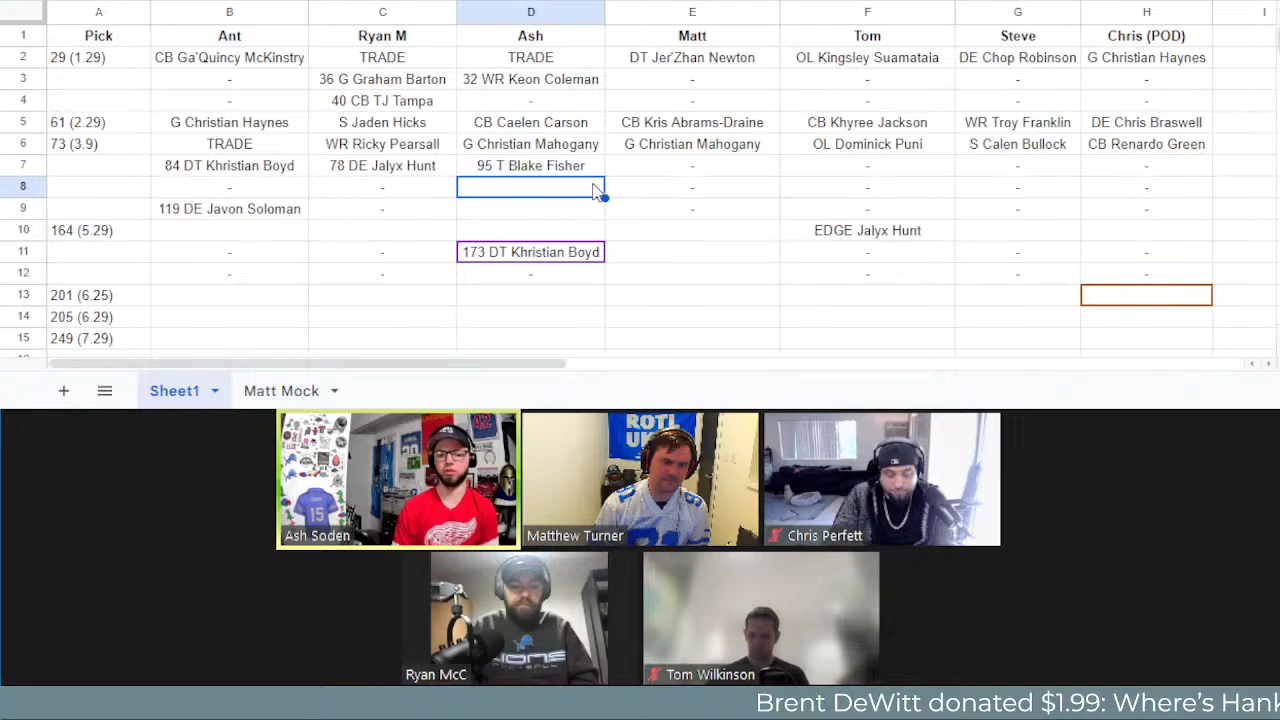 A B C D E F G H I
1 Pick Ant Ryan M Ash Matt Tom Steve Chris (POD)
2 29 (1.29) CB Ga'Quincy McKinstry TRADE TRADE DT Jer'Zhan Newton OL Kingsley Suamataia DE Chop Robinson G Christian Haynes
3 - 36 G Graham Barton 32 WR Keon Coleman - - - -
4 - 40 CB TJ Tampa - - - - -
5 61 (2.29) G Christian Haynes S Jaden Hicks CB Caelen Carson CB Kris Abrams-Draine CB Khyree Jackson WR Troy Franklin DE Chris Braswell
6 73 (3.9) TRADE WR Ricky Pearsall G Christian Mahogany G Christian Mahogany OL Dominick Puni S Calen Bullock CB Renardo Green
7 84 DT Khristian Boyd 78 DE Jalyx Hunt 95 T Blake Fisher - - - -
8 - - - - - -
9 119 DE Javon Soloman - - - - -
10 164 (5.29) EDGE Jalyx Hunt
11 - - 173 DT Khristian Boyd - - -
12 - - - - - -
13 201 (6.25)
14 205 (6.29)
15 249 (7.29)
+ Sheet1 Matt Mock
42
ROTL
UK
15
Ash Soden Matthew Turner Chris Perfett
LIONS
Ryan McC Tom Wilkinson
Brent DeWitt donated $1.99: Where's Hank